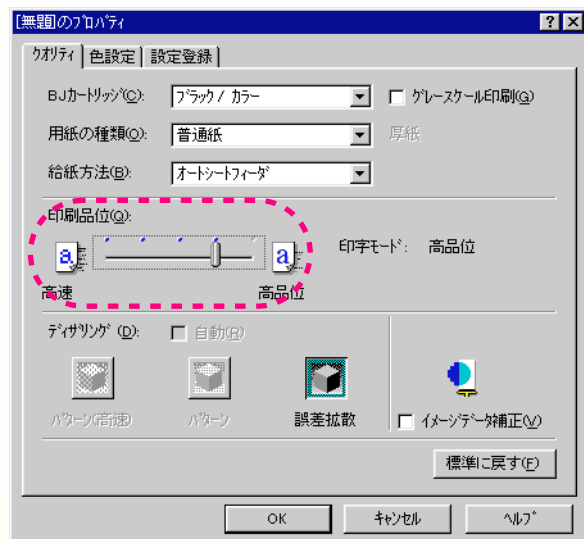 [無題]のプロパティ
クオリティ 色設定 設定登録
BJカートリッジ(C): ブラック / カラー グレースケール印刷(G)
用紙の種類(O): 普通紙 厚紙
給紙方法(B): オートシートフィーダ
印刷品位(Q):
a a 印字モード: 高品位
高速 高品位
ディザリング (D): 自動(R)
パターン(高速) パターン 誤差拡散 イメージデータ補正(V)
標準に戻す(F)
OK キャンセル ヘルプ